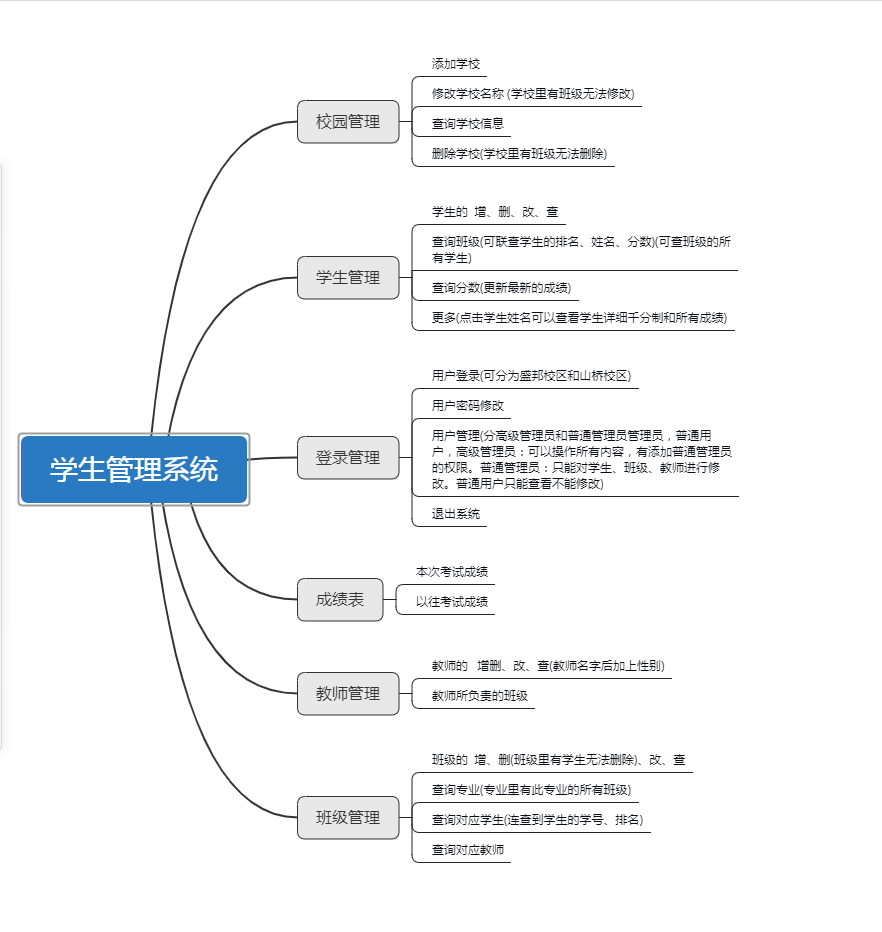 学生管理系统
校园管理
添加学校
修改学校名称 (学校里有班级无法修改)
查询学校信息
删除学校(学校里有班级无法删除)
学生管理
学生的  增、删、改、查
查询班级(可联查学生的排名、姓名、分数)(可查班级的所
有学生)
查询分数(更新最新的成绩)
更多(点击学生姓名可以查看学生详细千分制和所有成绩)
登录管理
用户登录(可分为盛邦校区和山桥校区)
用户密码修改
用户管理(分高级管理员和普通管理员管理员，普通用
户，高级管理员：可以操作所有内容，有添加普通管理员
的权限。普通管理员：只能对学生、班级、教师进行修
改。普通用户只能查看不能修改)
退出系统
成绩表
本次考试成绩
以往考试成绩
教师管理
教师的   增删、改、查(教师名字后加上性别)
教师所负责的班级
班级管理
班级的  增、删(班级里有学生无法删除)、改、查
查询专业(专业里有此专业的所有班级)
查询对应学生(连查到学生的学号、排名)
查询对应教师